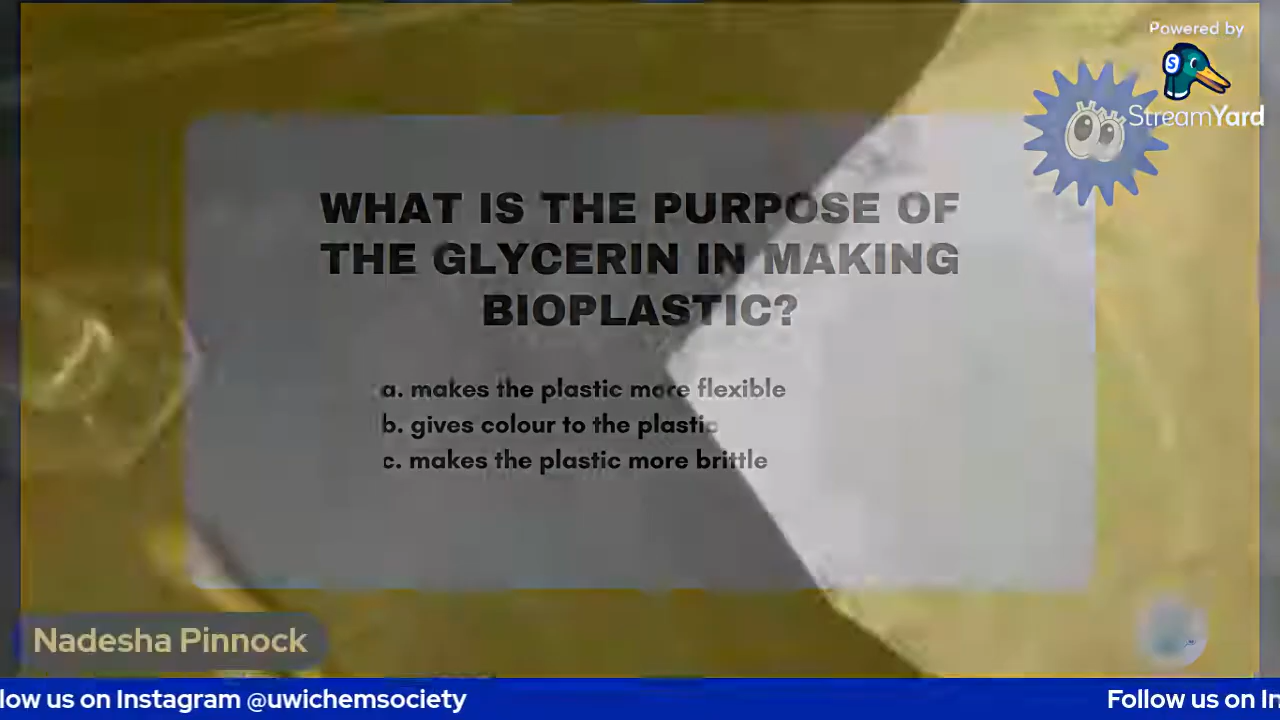 Powered by
StreamYard
WHAT IS THE PURPOSE OF
THE GLYCERIN IN MAKING
BIOPLASTIC?
a. makes the plastic more flexible
b. gives colour to the plastic
c. makes the plastic more brittle
Nadesha Pinnock
low us on Instagram @uwichemsociety
Follow us on In